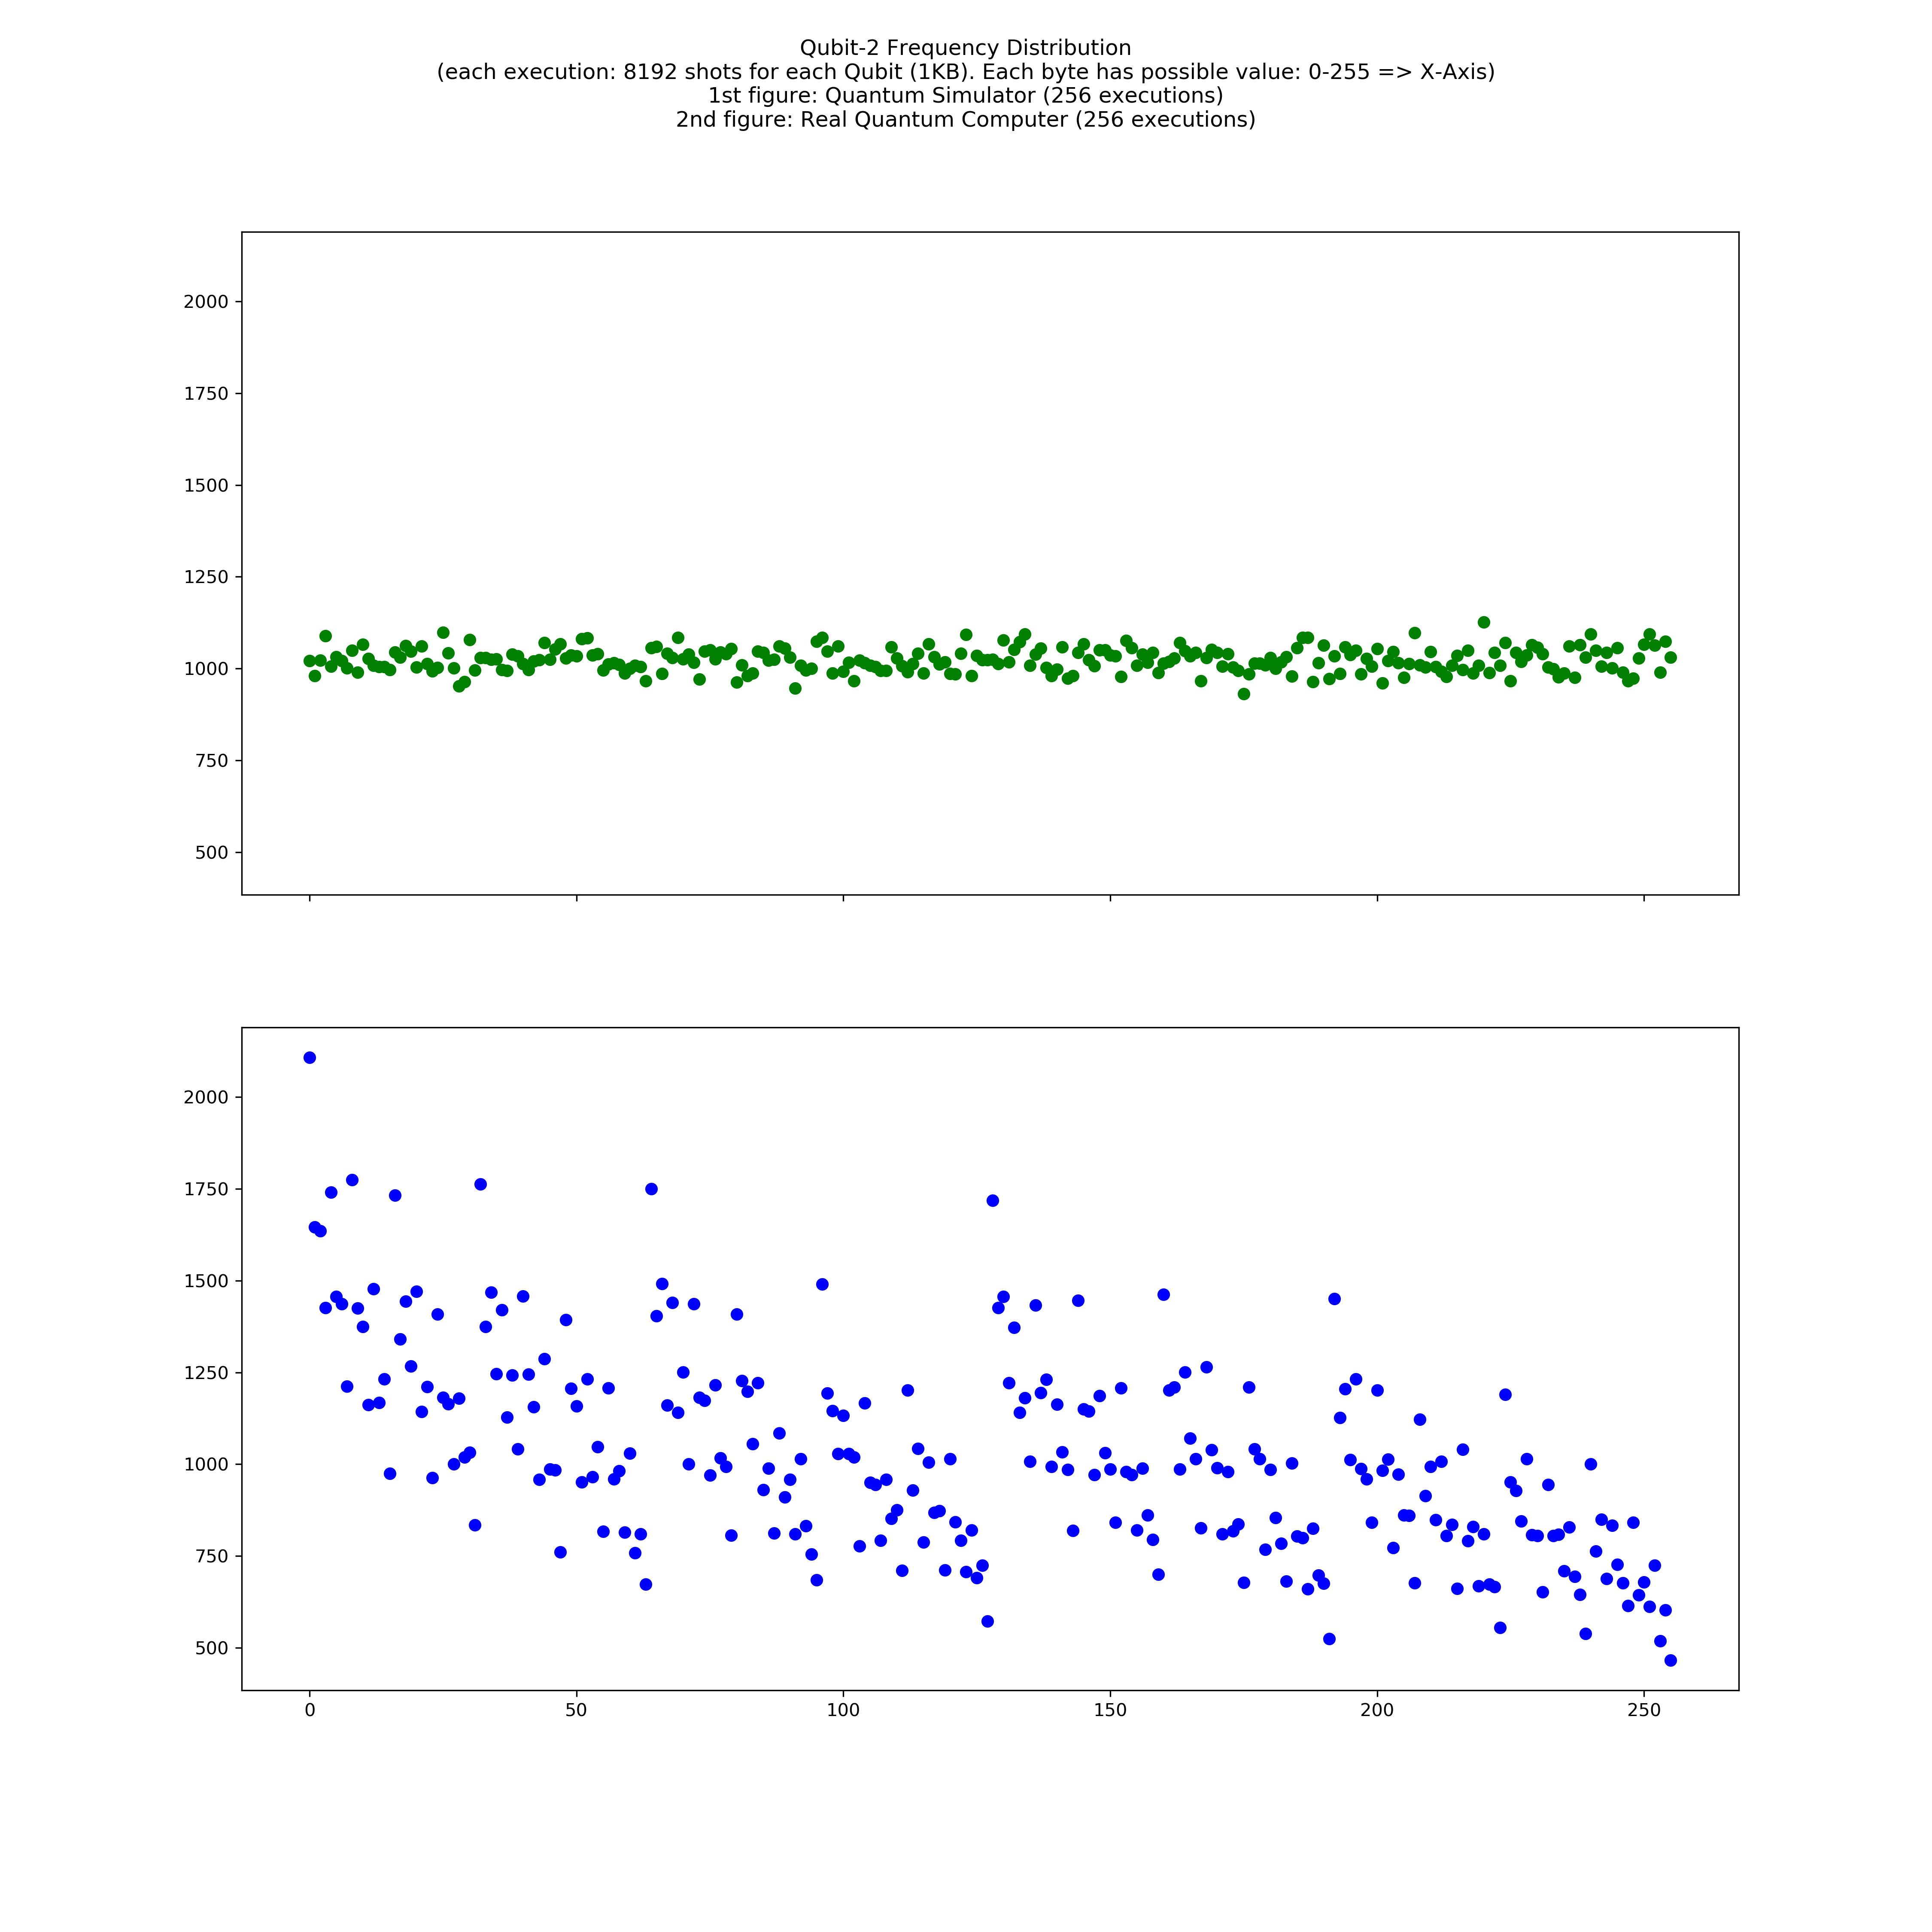 Qubit-2 Frequency Distribution
(each execution: 8192 shots for each Qubit (1KB). Each byte has possible value: 0-255 => X-Axis)
1st figure: Quantum Simulator (256 executions)
2nd figure: Real Quantum Computer (256 executions)
2000
1750
1500
1250
1000
750
500
2000
1750
1500
1250
1000
750
500
0 50 100 150 200 250